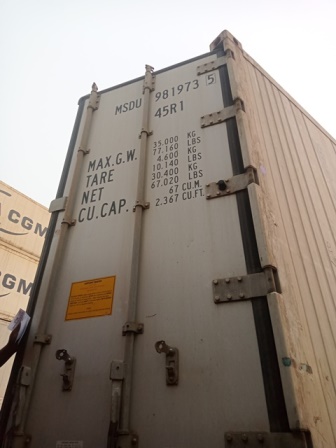 MSDU 981973 5
45R1
MAX.G.W. 35.000 KG
77.160 LBS
TARE 4.600 KG
10.140 LBS
NET 30.400 KG
67.020 LBS
CU.CAP. 67 CU.M.
2.367 CU.FT.
CGM
CGM